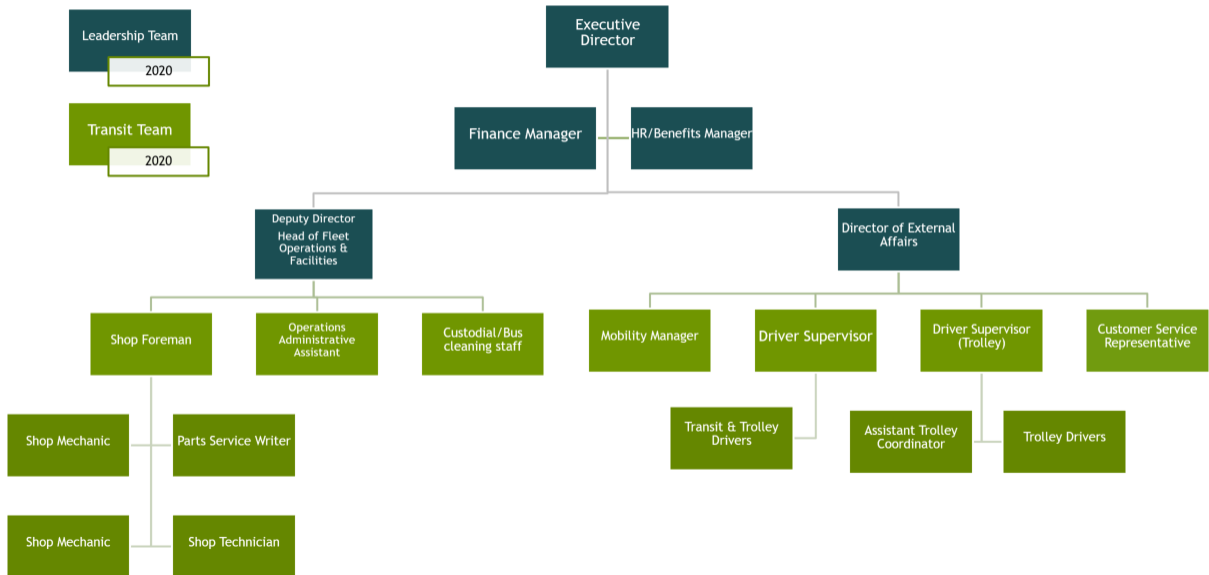 Leadership Team
2020
Transit Team
2020
Executive
Director
Finance Manager
HR/Benefits Manager
Deputy Director
Head of Fleet
Operations &
Facilities
Director of External
Affairs
Shop Foreman
Operations
Administrative
Assistant
Custodial/Bus
cleaning staff
Mobility Manager
Driver Supervisor
Driver Supervisor
(Trolley)
Customer Service
Representative
Shop Mechanic
Parts Service Writer
Transit & Trolley
Drivers
Assistant Trolley
Coordinator
Trolley Drivers
Shop Mechanic
Shop Technician